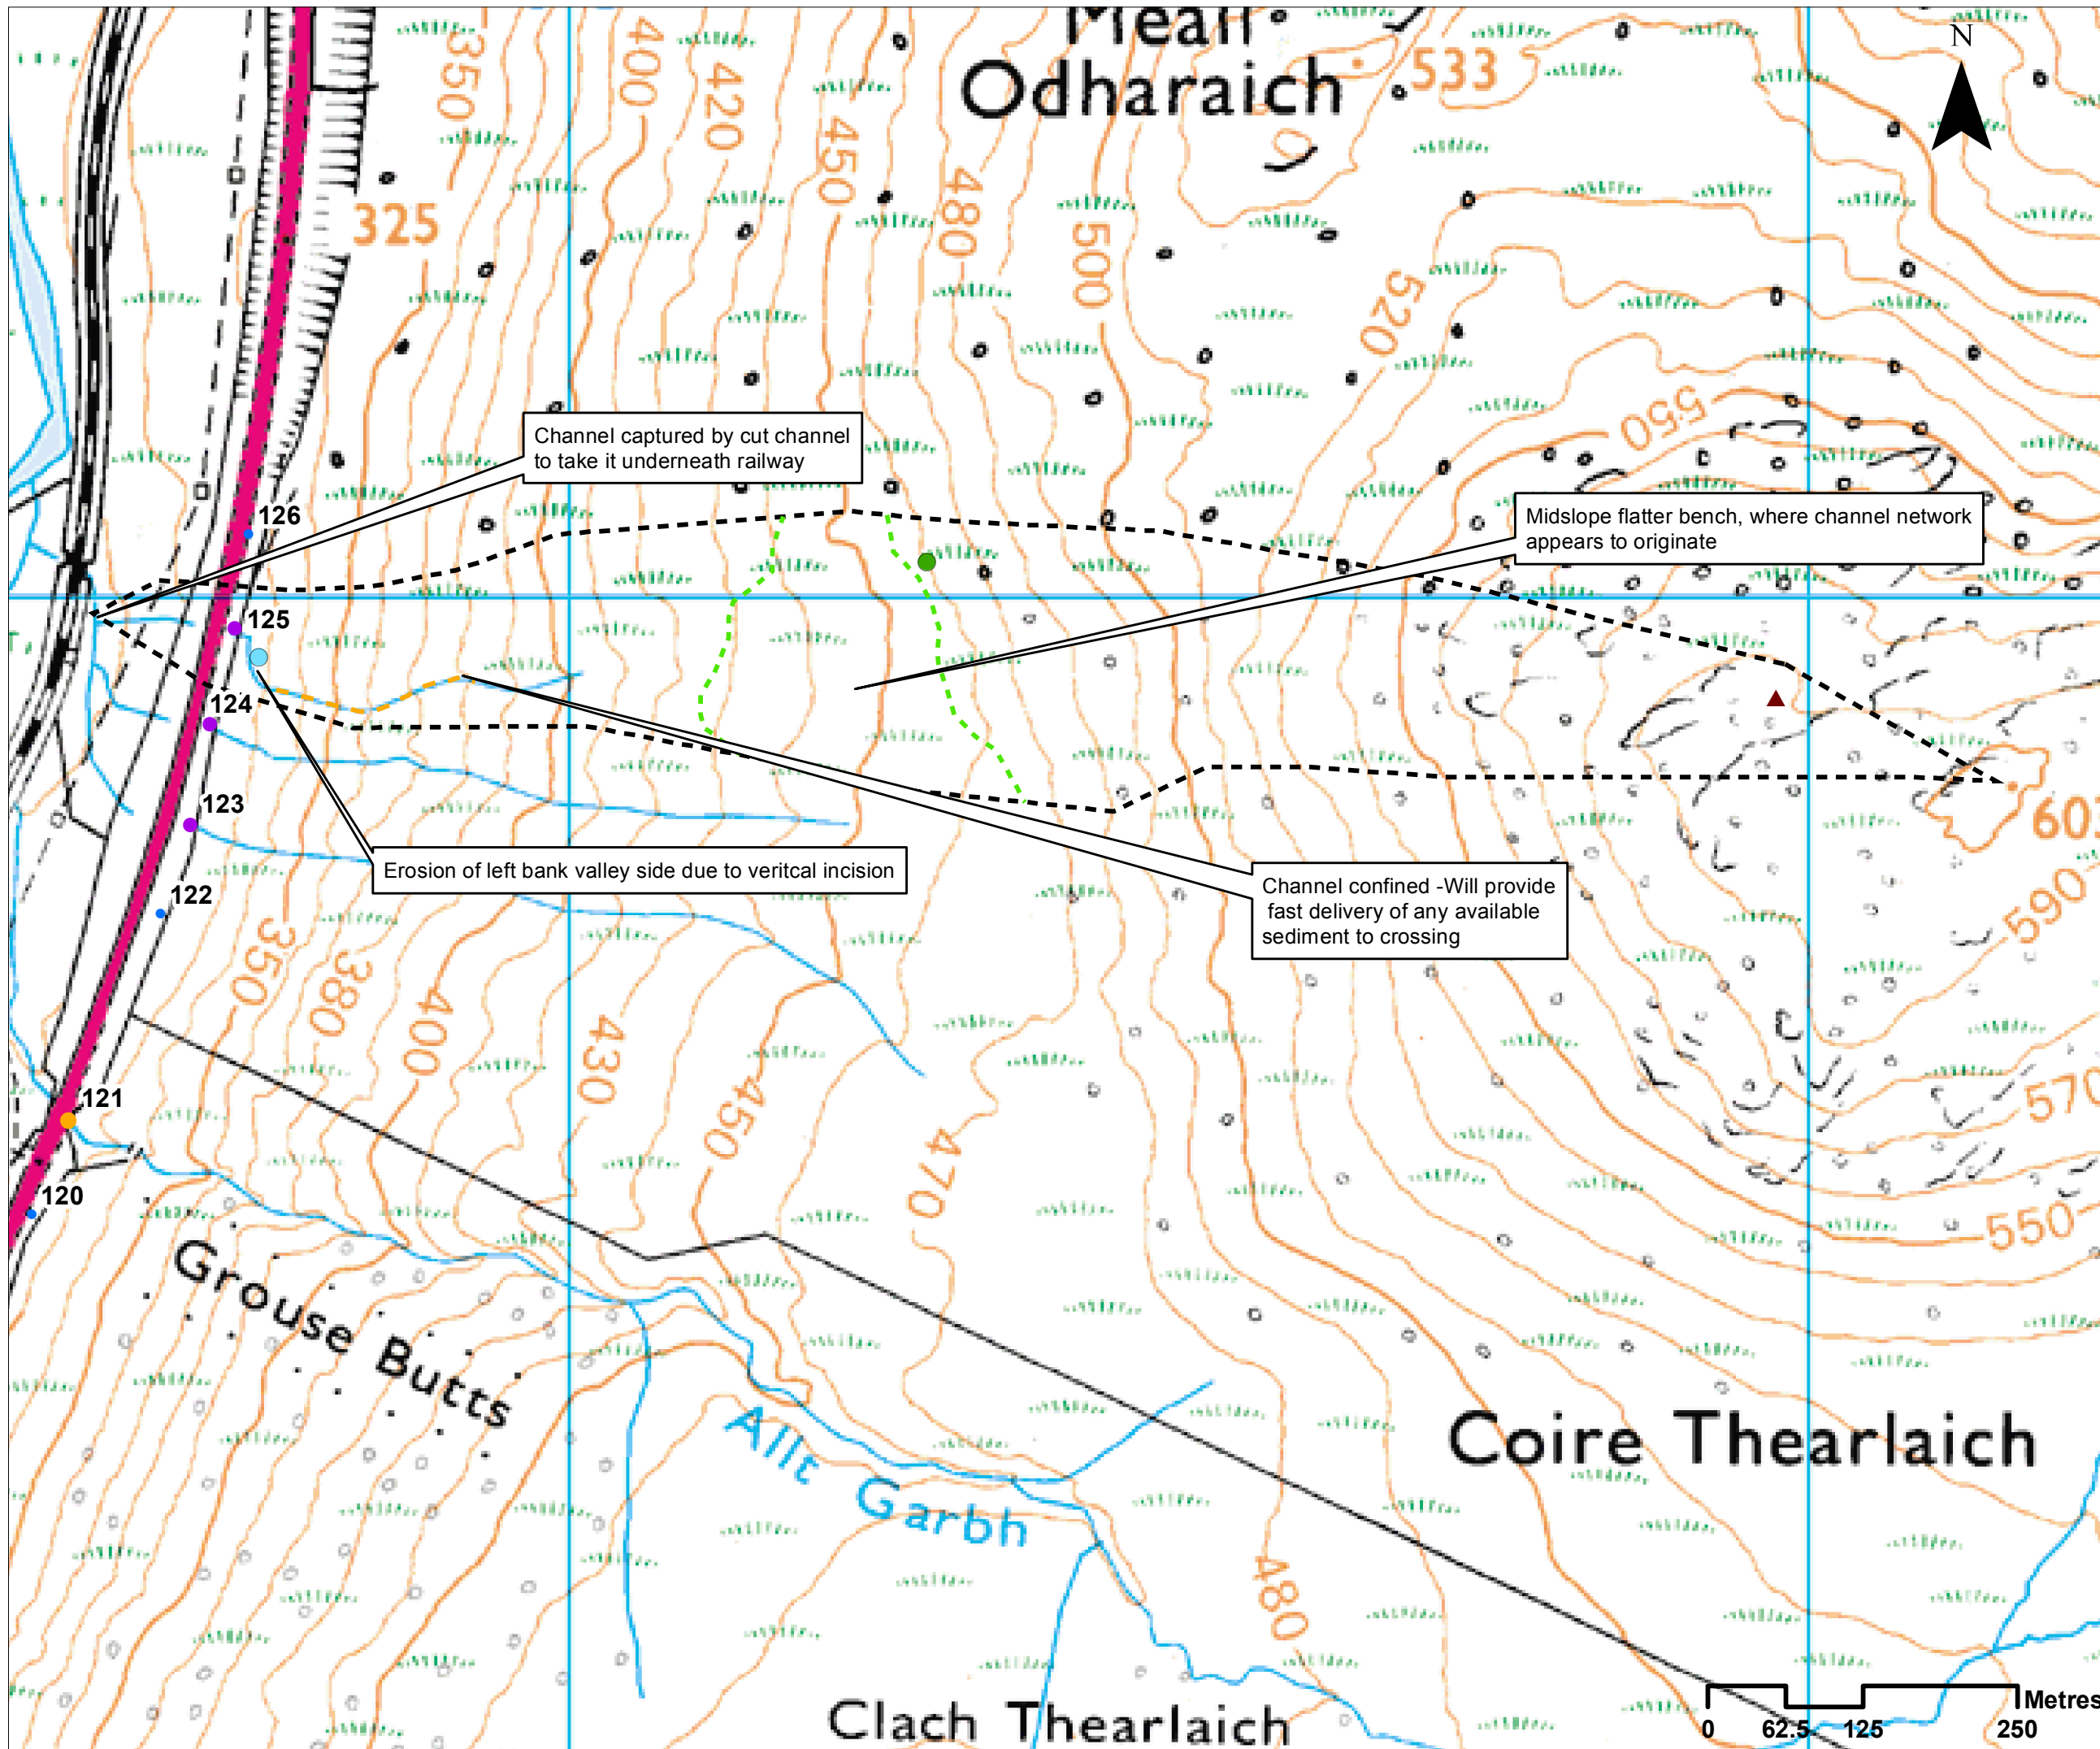 Meall
Odharaich
N
533
350
400
420
450
480
500
520
550
325
Channel captured by cut channel
to take it underneath railway
126
Midslope flatter bench, where channel network
appears to originate
125
124
123
122
Erosion of left bank valley side due to veritcal incision
Channel confined -Will provide
fast delivery of any available
sediment to crossing
603
590
350
380
400
430
450
470
570
550
121
120
Grouse Butts
Allt Garbh
Coire Thearlaich
480
Clach Thearlaich
Metres
0 62.5 125 250